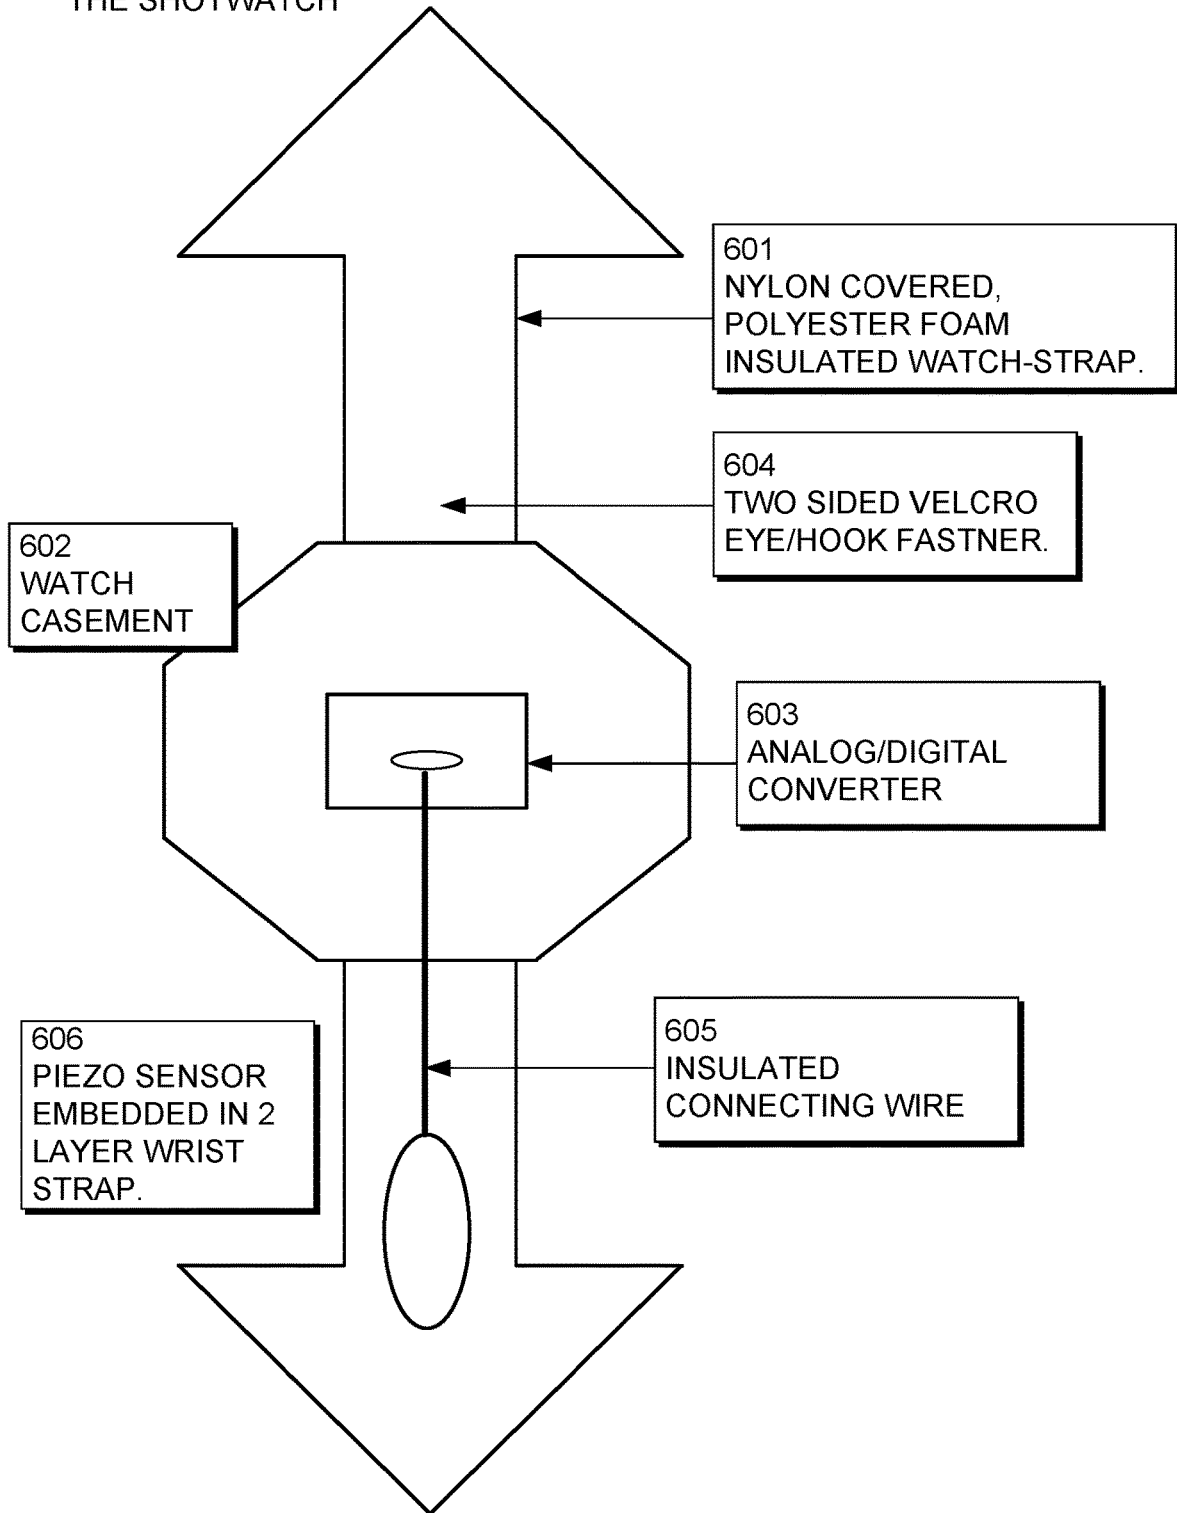 THE SHOTWATCH
601
NYLON COVERED,
POLYESTER FOAM
INSULATED WATCH-STRAP.
604
TWO SIDED VELCRO
EYE/HOOK FASTNER.
602
WATCH
CASEMENT
603
ANALOG/DIGITAL
CONVERTER
606
PIEZO SENSOR
EMBEDDED IN 2
LAYER WRIST
STRAP.
605
INSULATED
CONNECTING WIRE